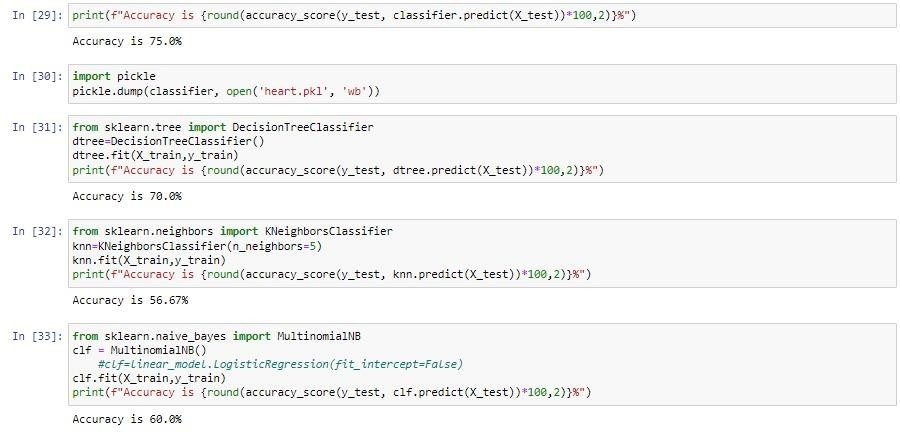 In [29]: print(f"Accuracy is {round(accuracy_score(y_test, classifier.predict(X_test))*100,2)}%")
Accuracy is 75.0%
In [30]: import pickle
pickle.dump(classifier, open('heart.pkl', 'wb'))
In [31]: from sklearn.tree import DecisionTreeClassifier
dtree=DecisionTreeClassifier()
dtree.fit(X_train,y_train)
print(f"Accuracy is {round(accuracy_score(y_test, dtree.predict(X_test))*100,2)}%")
Accuracy is 70.0%
In [32]: from sklearn.neighbors import KNeighborsClassifier
knn=KNeighborsClassifier(n_neighbors=5)
knn.fit(X_train,y_train)
print(f"Accuracy is {round(accuracy_score(y_test, knn.predict(X_test))*100,2)}%")
Accuracy is 56.67%
In [33]: from sklearn.naive_bayes import MultinomialNB
clf = MultinomialNB()
#clf=linear_model.LogisticRegression(fit_intercept=False)
clf.fit(X_train,y_train)
print(f"Accuracy is {round(accuracy_score(y_test, clf.predict(X_test))*100,2)}%")
Accuracy is 60.0%